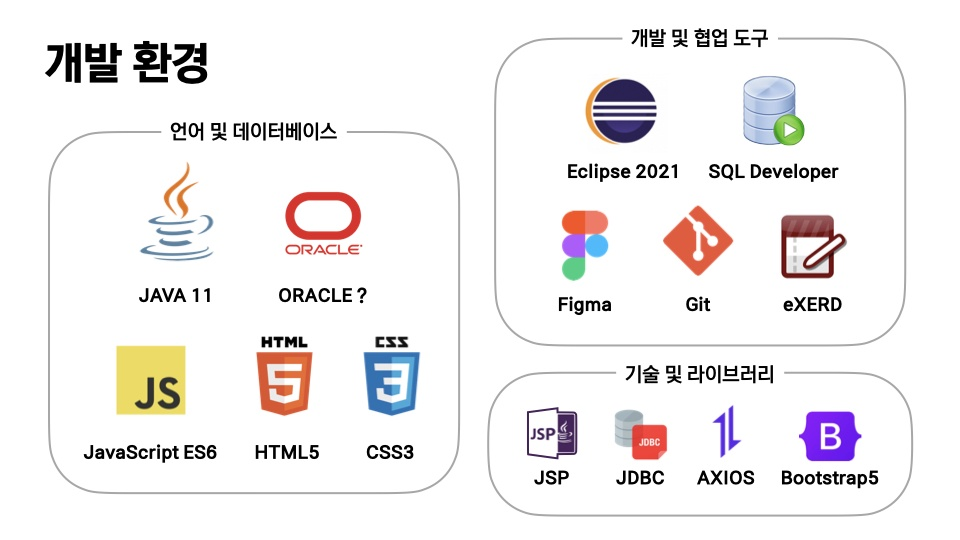 개발 환경
언어 및 데이터베이스
ORACLE
JAVA 11
ORACLE ?
JS
HTML
5
CSS
3
JavaScript ES6
HTML5
CSS3
개발 및 협업 도구
Eclipse 2021
SQL Developer
Figma
Git
eXERD
기술 및 라이브러리
JSP
JDBC
B
JSP
JDBC
AXIOS
Bootstrap5